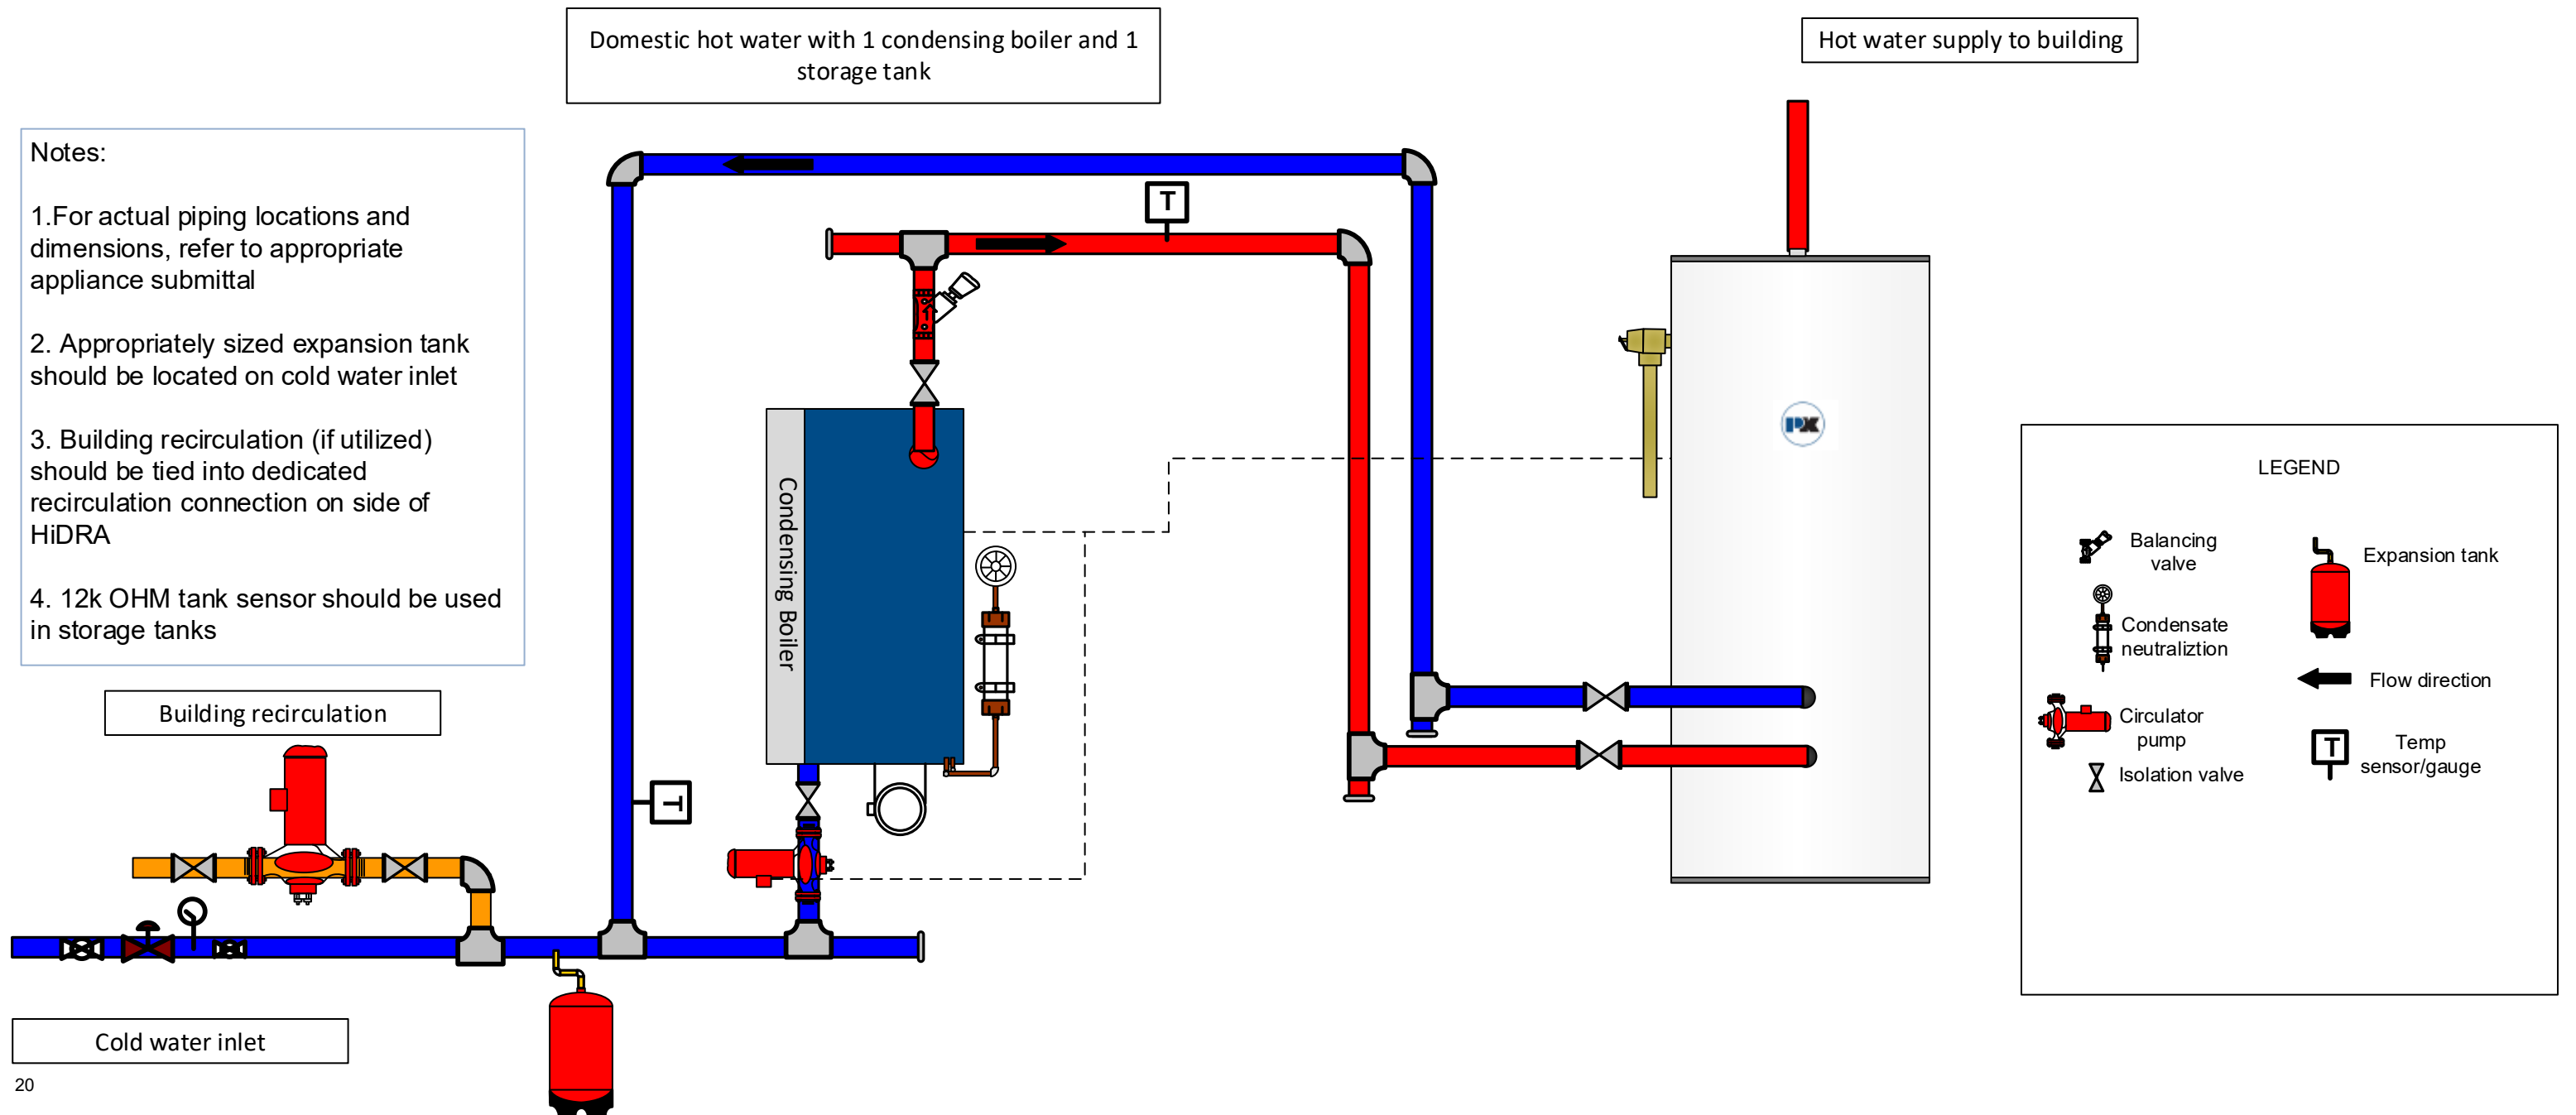 Domestic hot water with 1 condensing boiler and 1
storage tank
Hot water supply to building
Notes:
1.For actual piping locations and
dimensions, refer to appropriate
appliance submittal
2. Appropriately sized expansion tank
should be located on cold water inlet
3. Building recirculation (if utilized)
should be tied into dedicated
recirculation connection on side of
HiDRA
4. 12k OHM tank sensor should be used
in storage tanks
T
PX
Condensing Boiler
T
Building recirculation
Cold water inlet
20
LEGEND
Balancing
valve
Expansion tank
Condensate
neutraliztion
Flow direction
Circulator
pump
T
Temp
sensor/gauge
Isolation valve